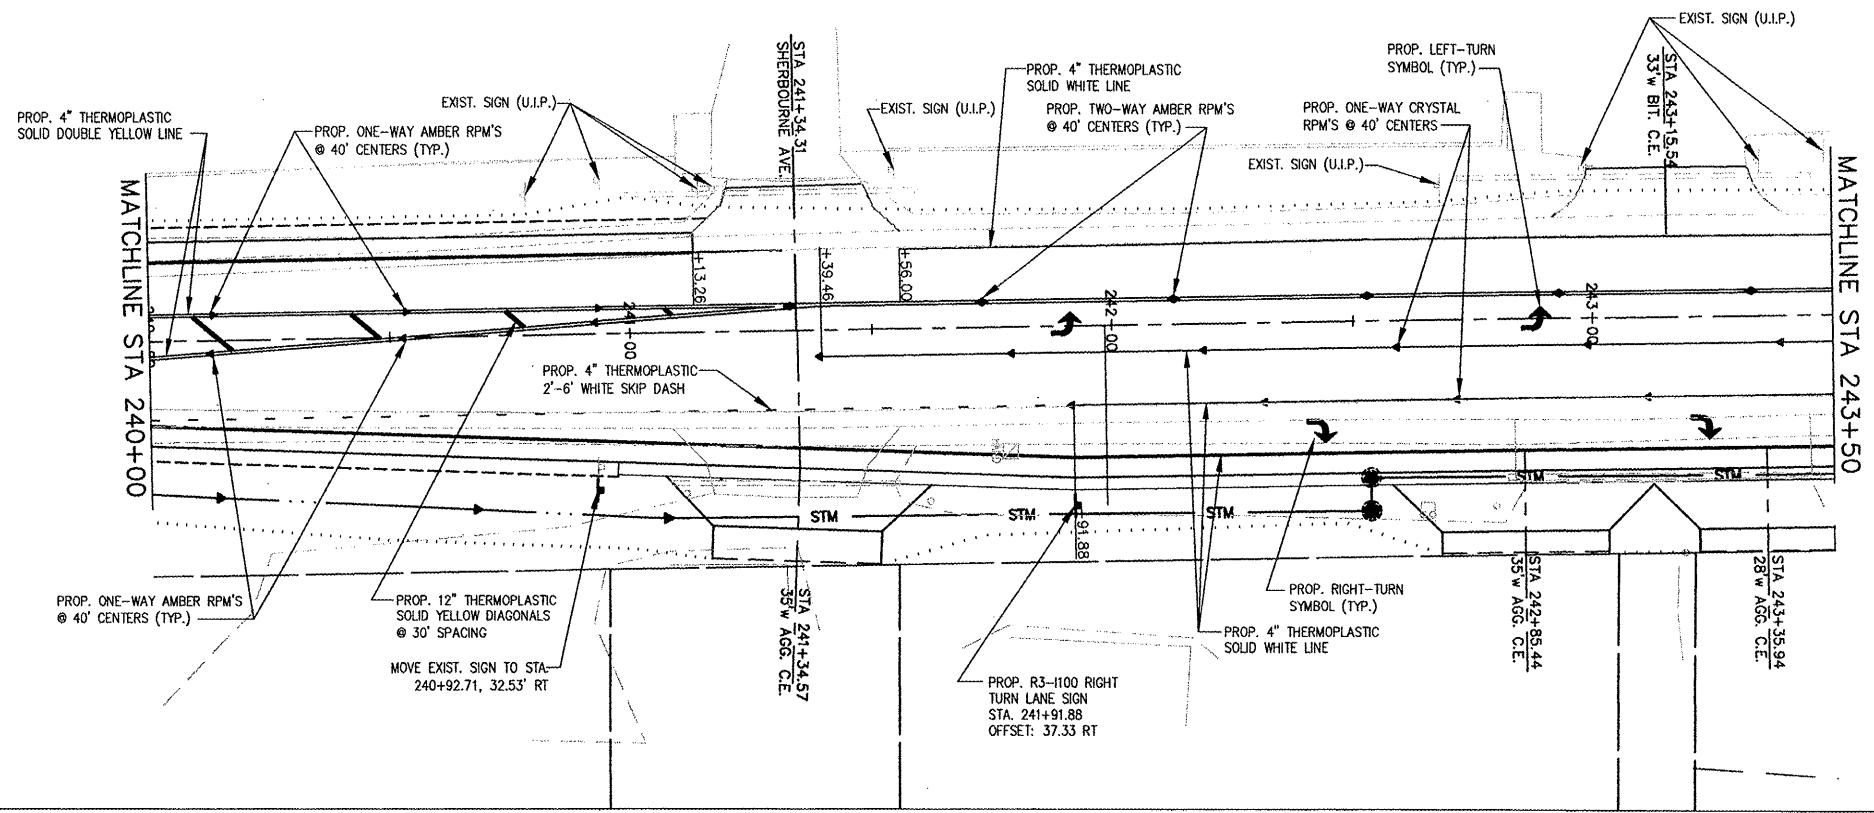 EXIST. SIGN (U.I.P.)
PROP. LEFT-TURN
SYMBOL (TYP.)
STA 243+15.54
33'w BIT. C.E.
STA 241+34.31
SHERBOURNE AVE.
PROP. 4" THERMOPLASTIC
SOLID WHITE LINE
EXIST. SIGN (U.I.P.)
EXIST. SIGN (U.I.P.)
PROP. TWO-WAY AMBER RPM'S
@ 40' CENTERS (TYP.)
PROP. ONE-WAY CRYSTAL
RPM'S @ 40' CENTERS
PROP. 4" THERMOPLASTIC
SOLID DOUBLE YELLOW LINE
PROP. ONE-WAY AMBER RPM'S
@ 40' CENTERS (TYP.)
EXIST. SIGN (U.I.P.)
MATCHLINE STA 240+00
MATCHLINE STA 243+50
+13.26
+39.46
+56.00
241+00
242+00
243+00
PROP. 4" THERMOPLASTIC
2'-6' WHITE SKIP DASH
STM
STM
STM
STM
STM
+91.88
PROP. ONE-WAY AMBER RPM'S
@ 40' CENTERS (TYP.)
PROP. 12" THERMOPLASTIC
SOLID YELLOW DIAGONALS
@ 30' SPACING
MOVE EXIST. SIGN TO STA
240+92.71, 32.53' RT
STA 241+34.57
35'w AGG. C.E.
PROP. R3-I100 RIGHT
TURN LANE SIGN
STA. 241+91.88
OFFSET: 37.33 RT
PROP. RIGHT-TURN
SYMBOL (TYP.)
PROP. 4" THERMOPLASTIC
SOLID WHITE LINE
STA 242+85.44
35'w AGG. C.E.
STA 243+35.94
28'w AGG. C.E.